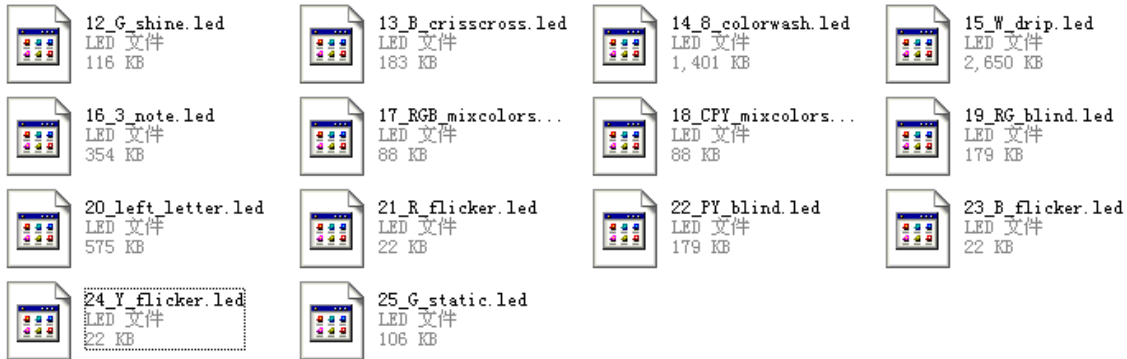 12_G_shine.led
LED 文件
116 KB
13_B_crisscross.led
LED 文件
183 KB
14_8_colorwash.led
LED 文件
1,401 KB
15_W_drip.led
LED 文件
2,650 KB
16_3_note.led
LED 文件
354 KB
17_RGB_mixcolors...
LED 文件
88 KB
18_CPY_mixcolors...
LED 文件
88 KB
19_RG_blind.led
LED 文件
179 KB
20_left_letter.led
LED 文件
575 KB
21_R_flicker.led
LED 文件
22 KB
22_PY_blind.led
LED 文件
179 KB
23_B_flicker.led
LED 文件
22 KB
24_Y_flicker.led
LED 文件
22 KB
25_G_static.led
LED 文件
106 KB